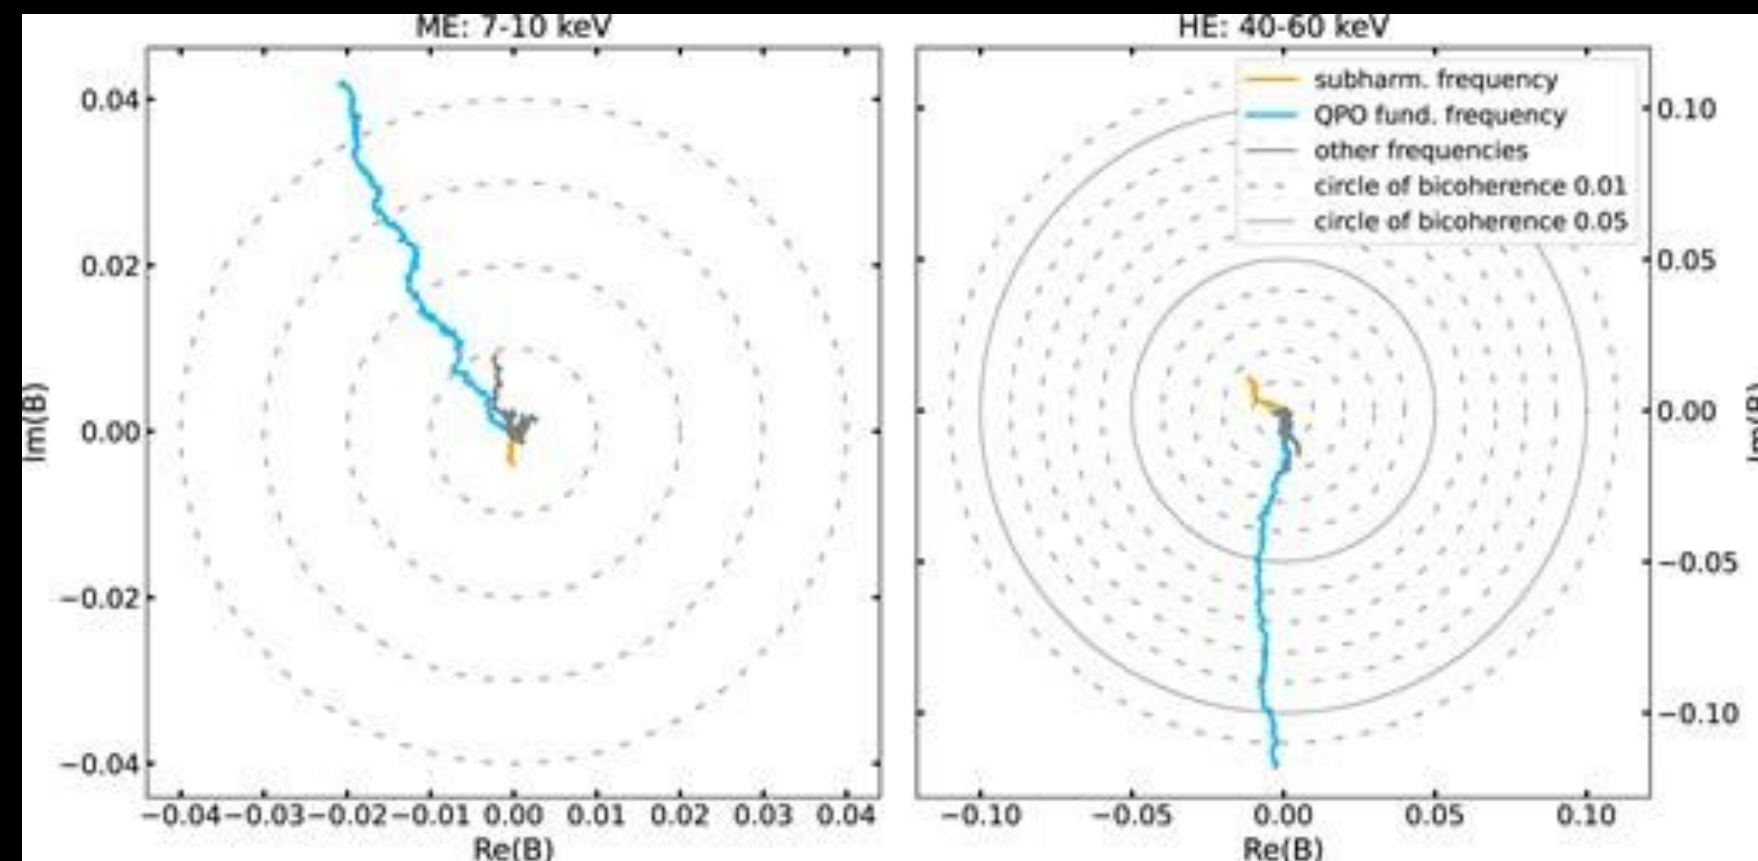 ME: 7-10 keV
0.04
0.02
0.00
−0.02
−0.04
Im(B)
−0.04 −0.03 −0.02 −0.01 0.00 0.01 0.02 0.03 0.04
Re(B)
HE: 40-60 keV
subharm. frequency
QPO fund. frequency
other frequencies
circle of bicoherence 0.01
circle of bicoherence 0.05
0.10
0.05
0.00
−0.05
−0.10
Im(B)
−0.10 −0.05 0.00 0.05 0.10
Re(B)